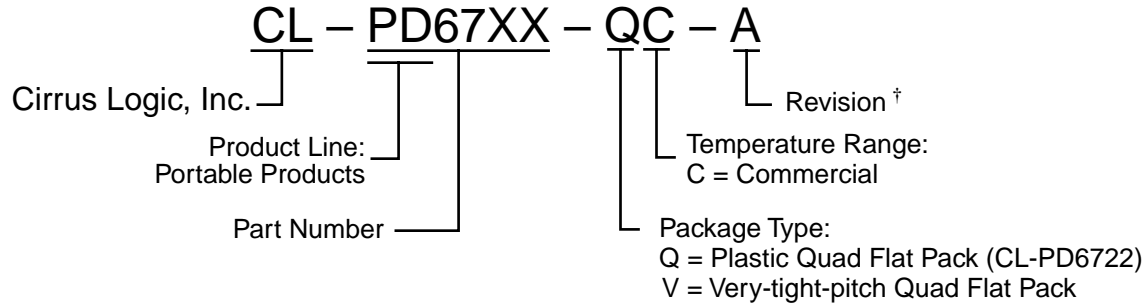 CL – PD67XX – QC – A
Cirrus Logic, Inc.
Revision †
Product Line:
Portable Products
Temperature Range:
C = Commercial
Part Number
Package Type:
Q = Plastic Quad Flat Pack (CL-PD6722)
V = Very-tight-pitch Quad Flat Pack